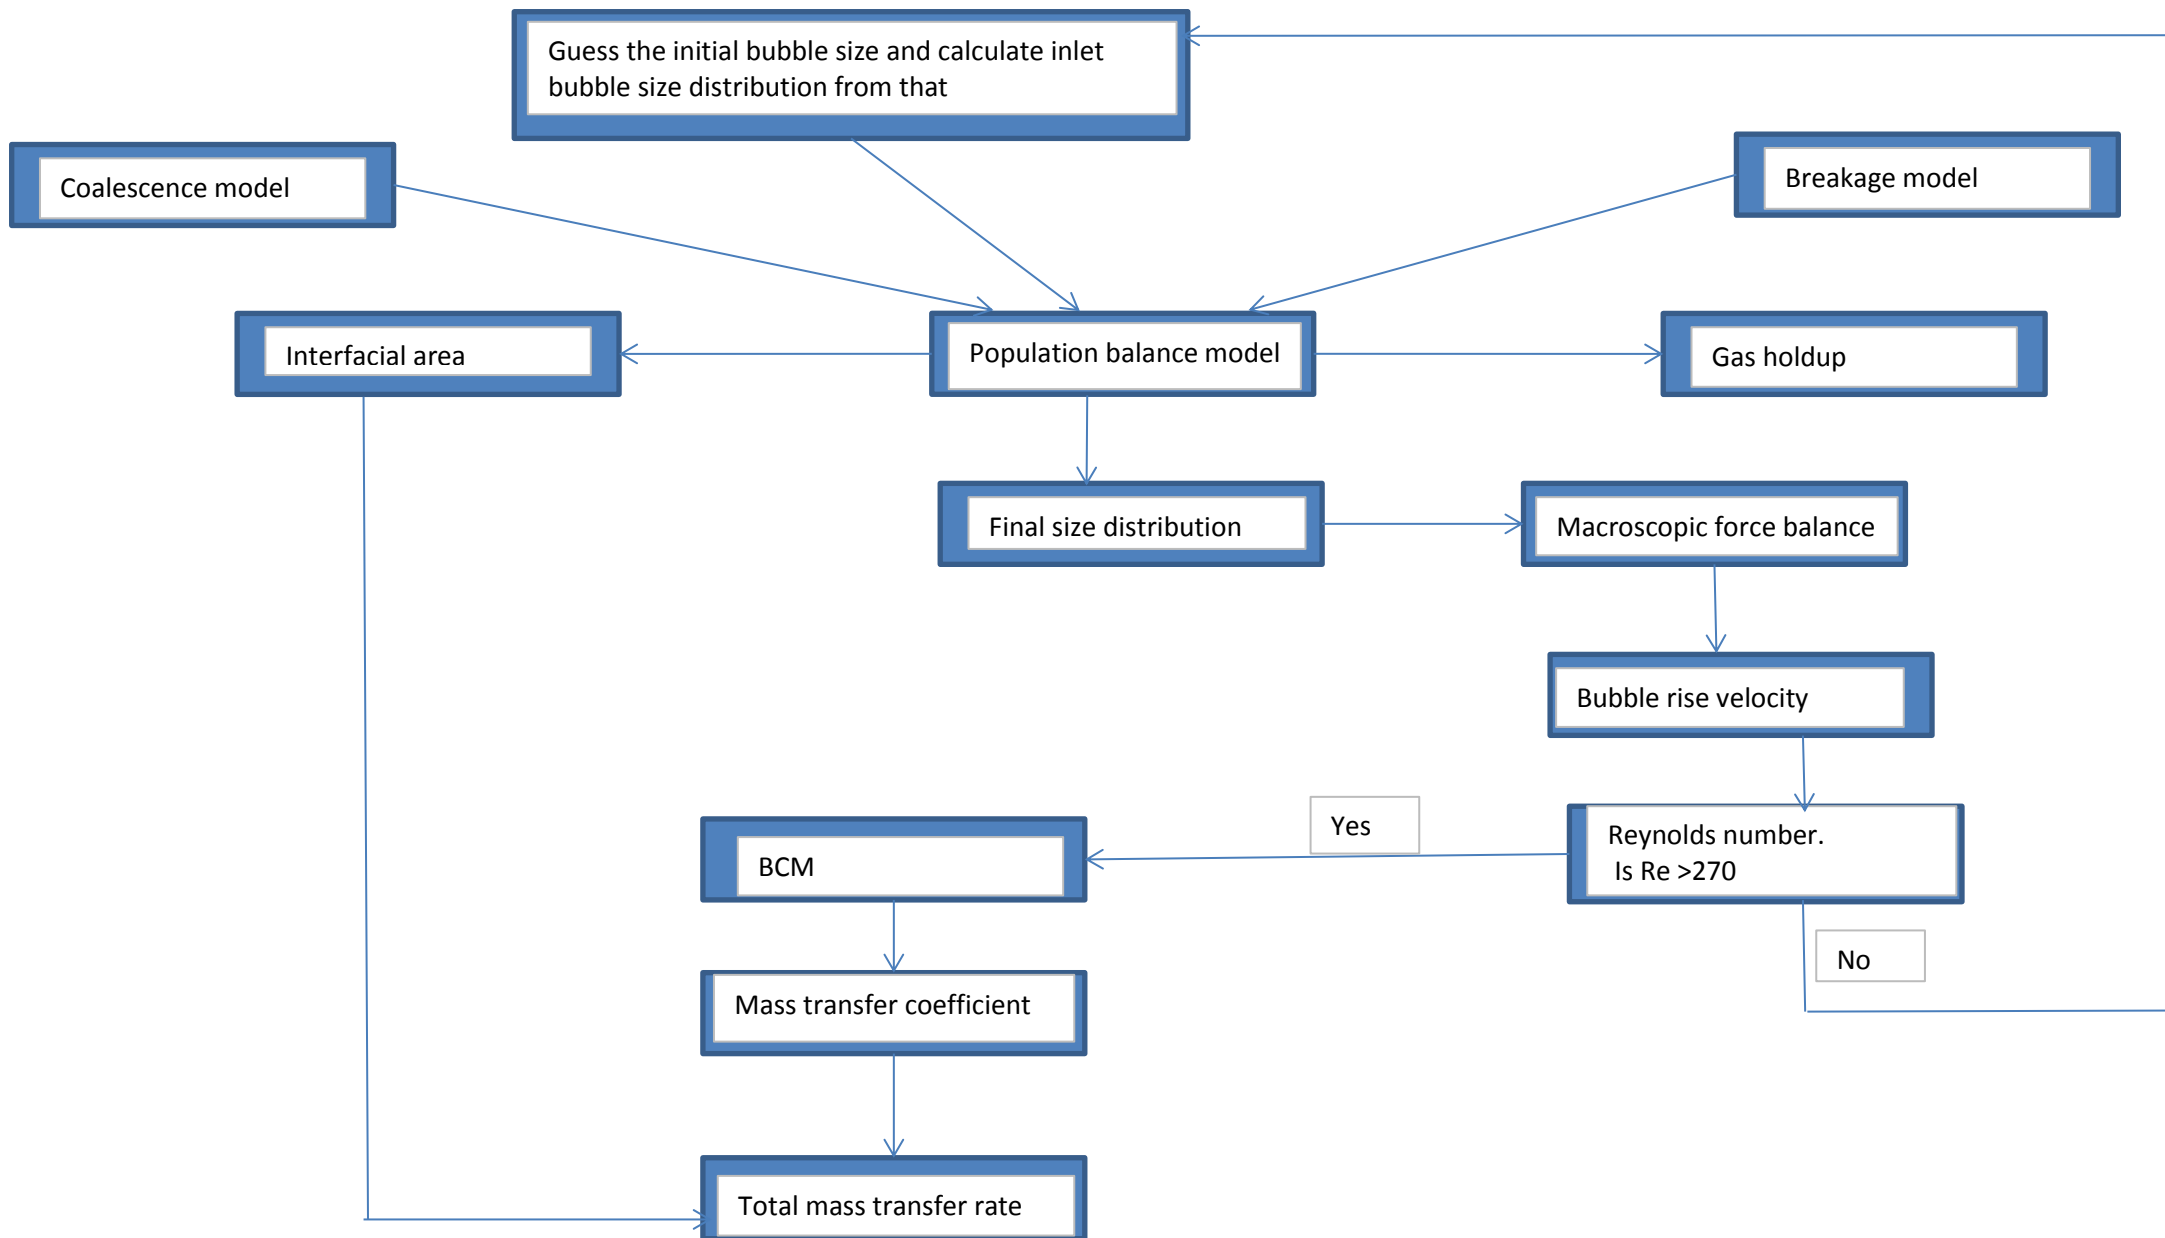 Guess the initial bubble size and calculate inlet
bubble size distribution from that
Coalescence model
Breakage model
Interfacial area
Population balance model
Gas holdup
Final size distribution
Macroscopic force balance
Bubble rise velocity
Yes
Reynolds number.
Is Re >270
BCM
No
Mass transfer coefficient
Total mass transfer rate